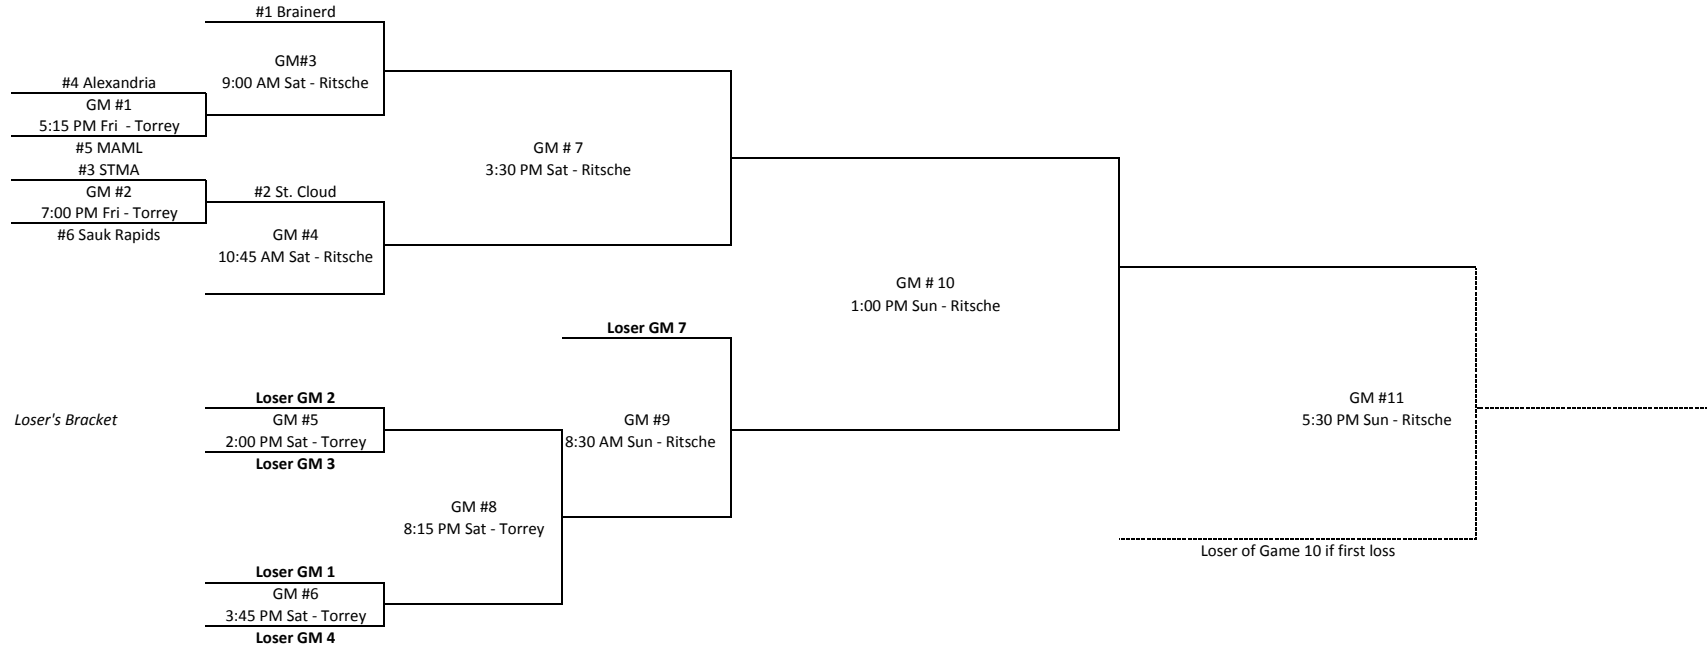 #1 Brainerd
GM#3
9:00 AM Sat - Ritsche
#4 Alexandria
GM #1
5:15 PM Fri  - Torrey
#5 MAML
#3 STMA
GM #2
7:00 PM Fri - Torrey
#6 Sauk Rapids
#2 St. Cloud
GM #4
10:45 AM Sat - Ritsche
GM # 7
3:30 PM Sat - Ritsche
GM # 10
1:00 PM Sun - Ritsche
Loser GM 7
GM #9
8:30 AM Sun - Ritsche
Loser's Bracket
Loser GM 2
GM #5
2:00 PM Sat - Torrey
Loser GM 3
GM #8
8:15 PM Sat - Torrey
Loser GM 1
GM #6
3:45 PM Sat - Torrey
Loser GM 4
GM #11
5:30 PM Sun - Ritsche
Loser of Game 10 if first loss